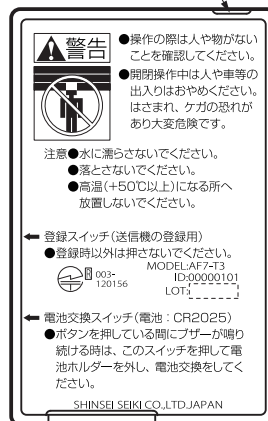 警告
●操作の際は人や物がない
ことを確認してください。
●開閉操作中は人や車等の
出入りはおやめください。
はさまれ、ケガの恐れが
あり大変危険です。
注意●水に濡らさないでください。
●落とさないでください。
●高温(+50℃以上)になる所へ
放置しないでください。
← 登録スイッチ(送信機の登録用)
●登録時以外は押さないでください。
R 003-
120156
MODEL:AF7-T3
ID:00000101
LOT:
← 電池交換スイッチ(電池:CR2025)
●ボタンを押している間にブザーが鳴り
続ける時は、このスイッチを押して電
池ホルダーを外し、電池交換をしてく
ださい。
SHINSEI SEIKI CO.,LTD.JAPAN